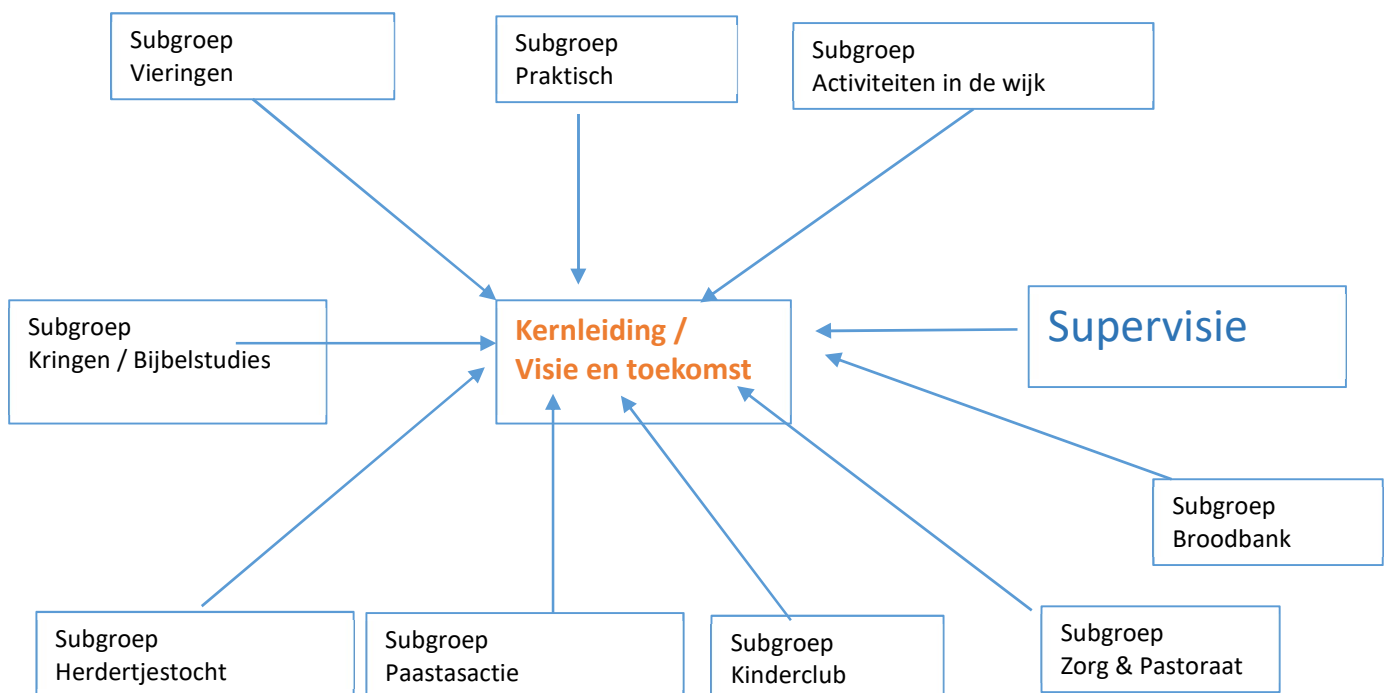 Subgroep
Vieringen
Subgroep
Praktisch
Subgroep
Activiteiten in de wijk
Subgroep
Kringen / Bijbelstudies
Kernleiding /
Visie en toekomst
Supervisie
Subgroep
Broodbank
Subgroep
Herdertjestocht
Subgroep
Paastasactie
Subgroep
Kinderclub
Subgroep
Zorg & Pastoraat